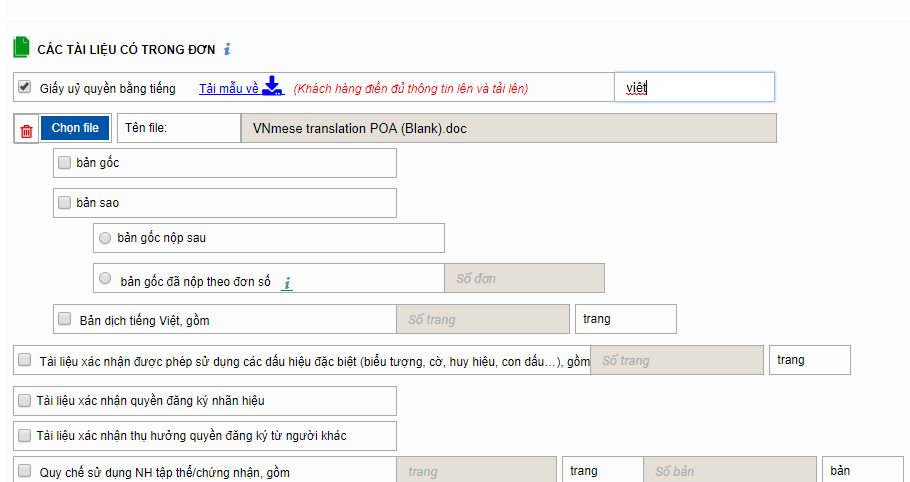 CÁC TÀI LIỆU CÓ TRONG ĐƠN i
Giấy uỷ quyền bằng tiếng Tải mẫu về (Khách hàng điền đủ thông tin lên và tải lên) việt
Chọn file Tên file: VNmese translation POA (Blank).doc
bản gốc
bản sao
bản gốc nộp sau
bản gốc đã nộp theo đơn số i Số đơn
Bản dịch tiếng Việt, gồm Số trang trang
Tài liệu xác nhận được phép sử dụng các dấu hiệu đặc biệt (biểu tượng, cờ, huy hiệu, con dấu...), gồm Số trang trang
Tài liệu xác nhận quyền đăng ký nhãn hiệu
Tài liệu xác nhận thụ hưởng quyền đăng ký từ người khác
Quy chế sử dụng NH tập thể/chứng nhận, gồm trang trang Số bản bản